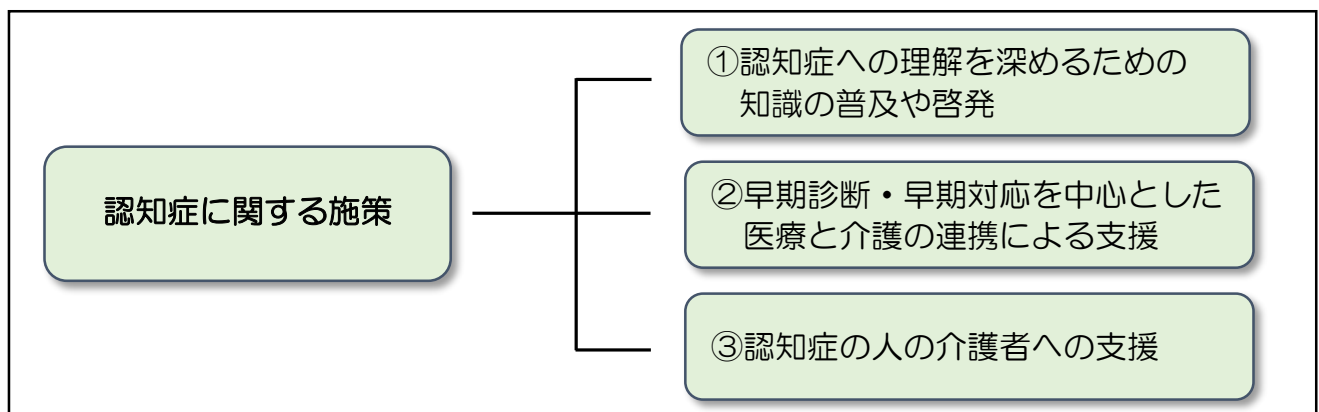 認知症に関する施策
①認知症への理解を深めるための
知識の普及や啓発
②早期診断・早期対応を中心とした
医療と介護の連携による支援
③認知症の人の介護者への支援